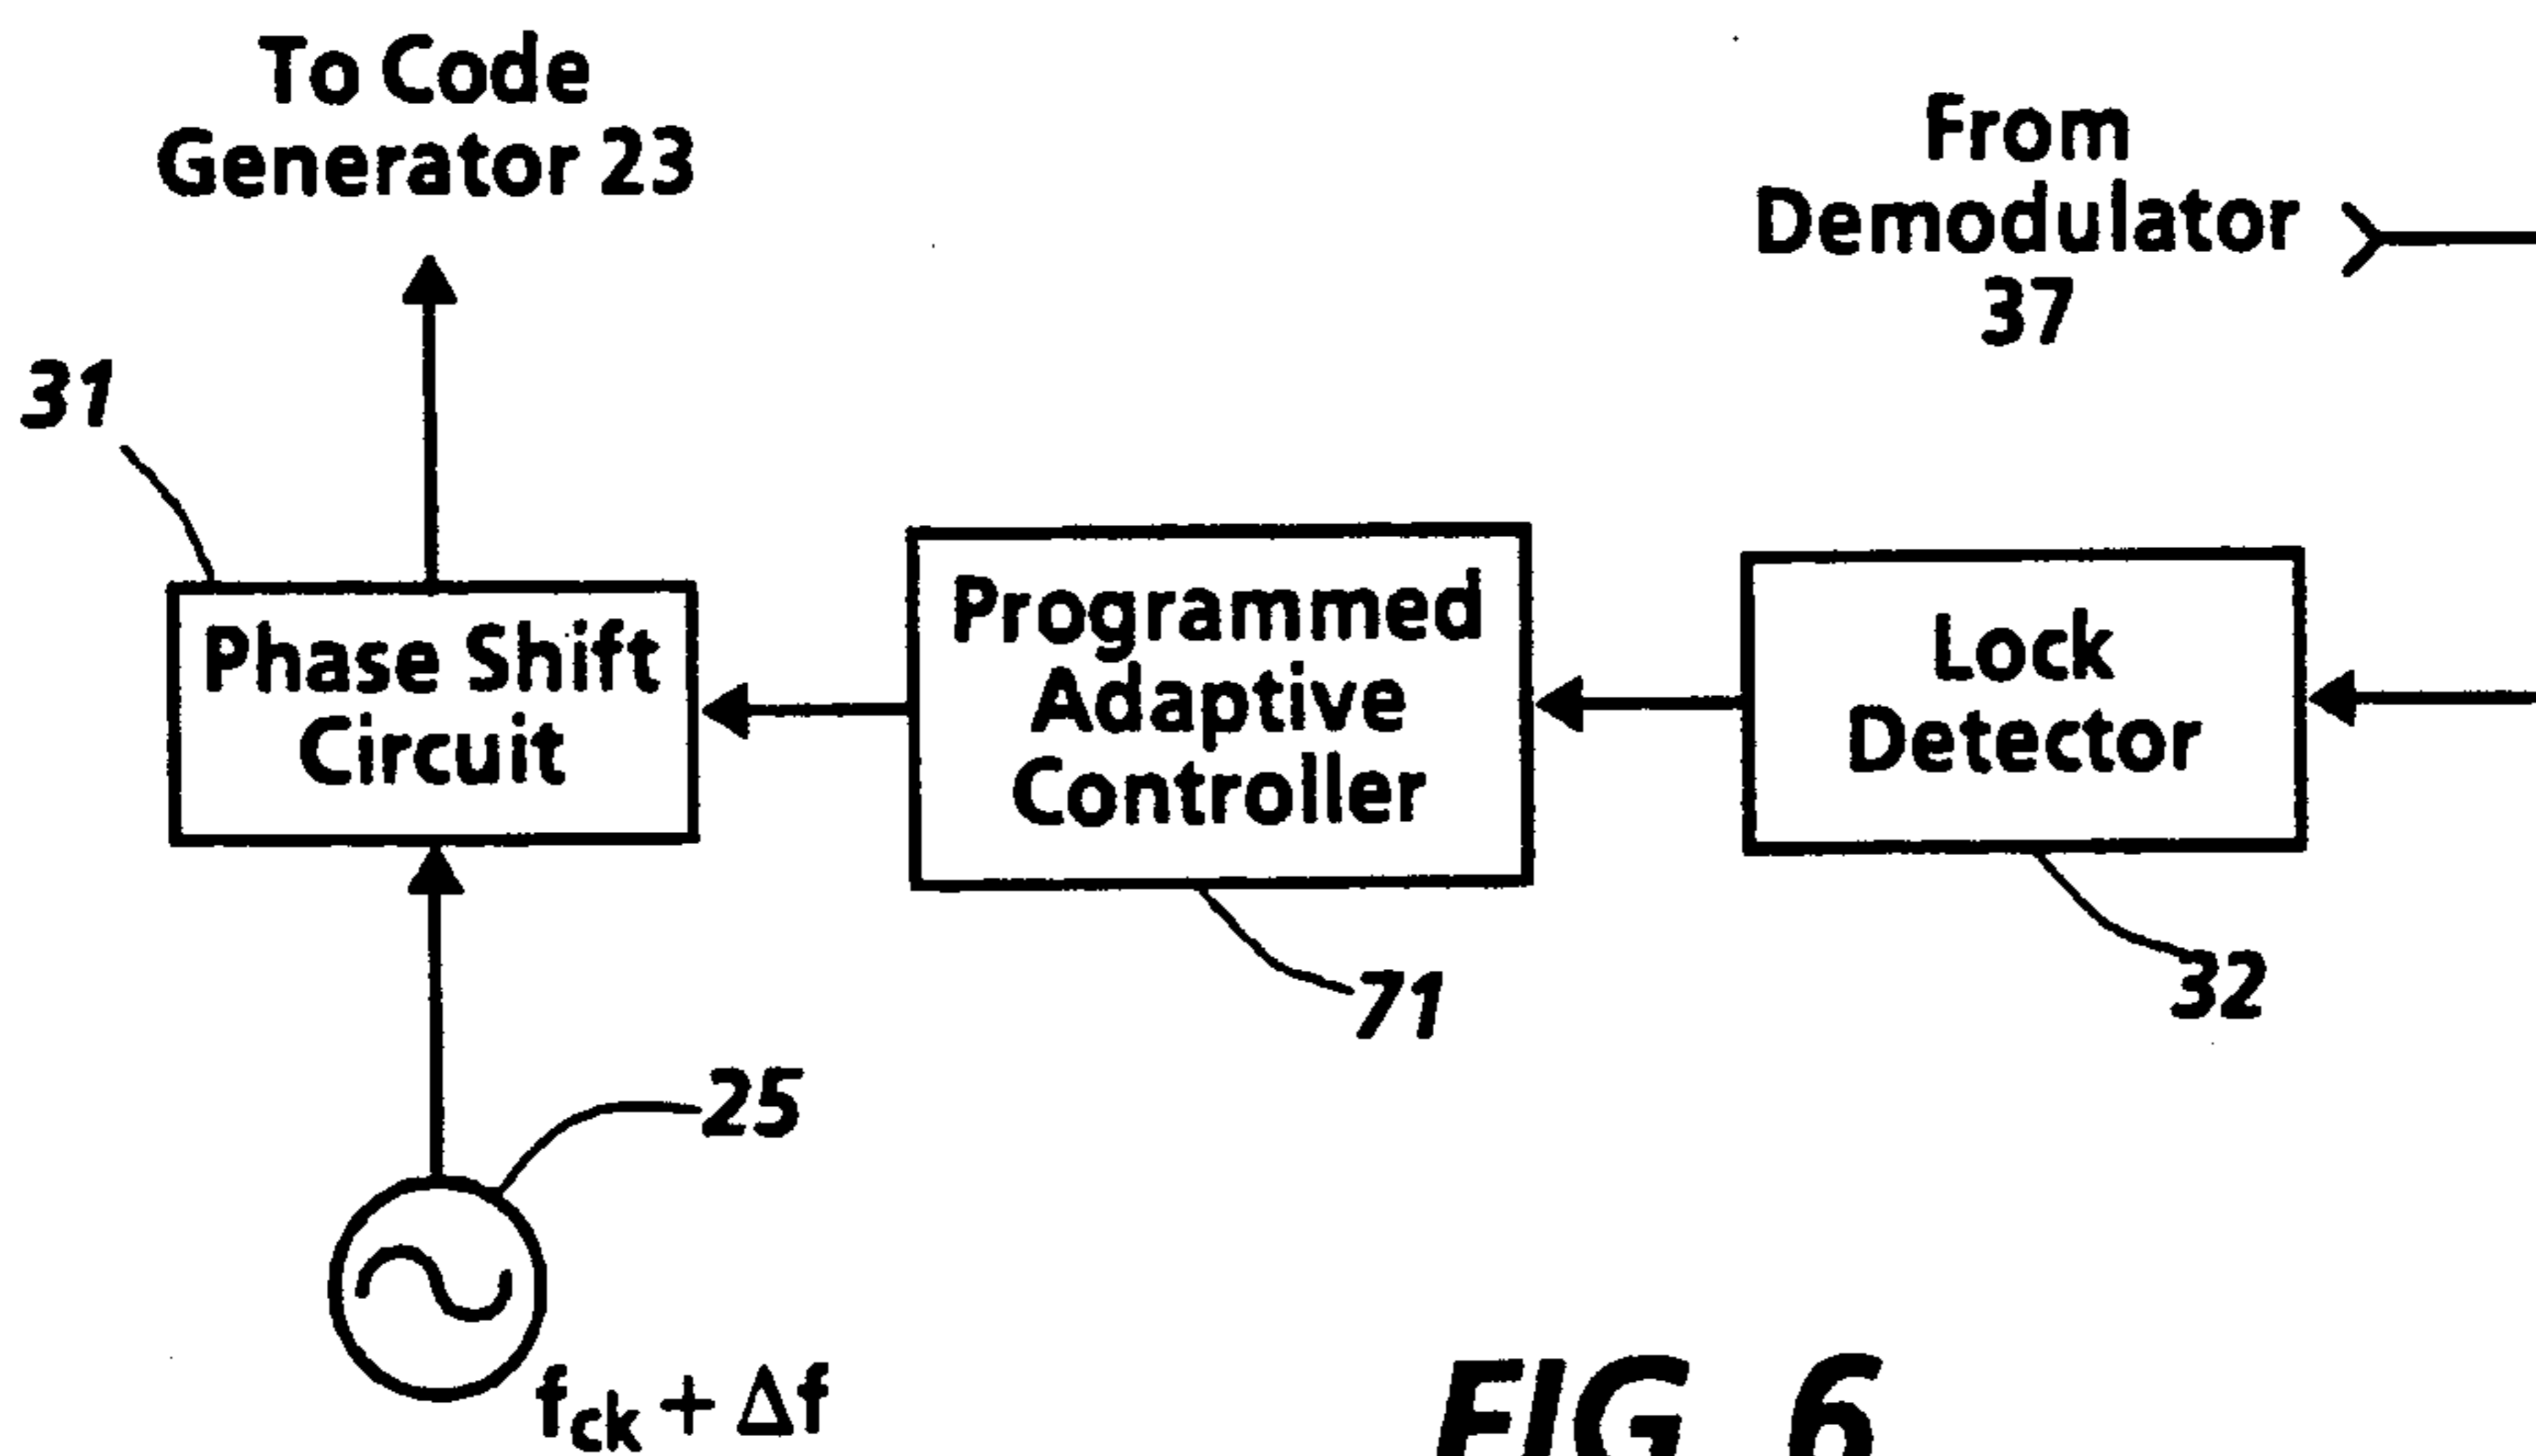 To Code
Generator 23
From
Demodulator
37
31
Phase Shift
Circuit
Programmed
Adaptive
Controller
Lock
Detector
71
32
25
fck + Δf
FIG. 6